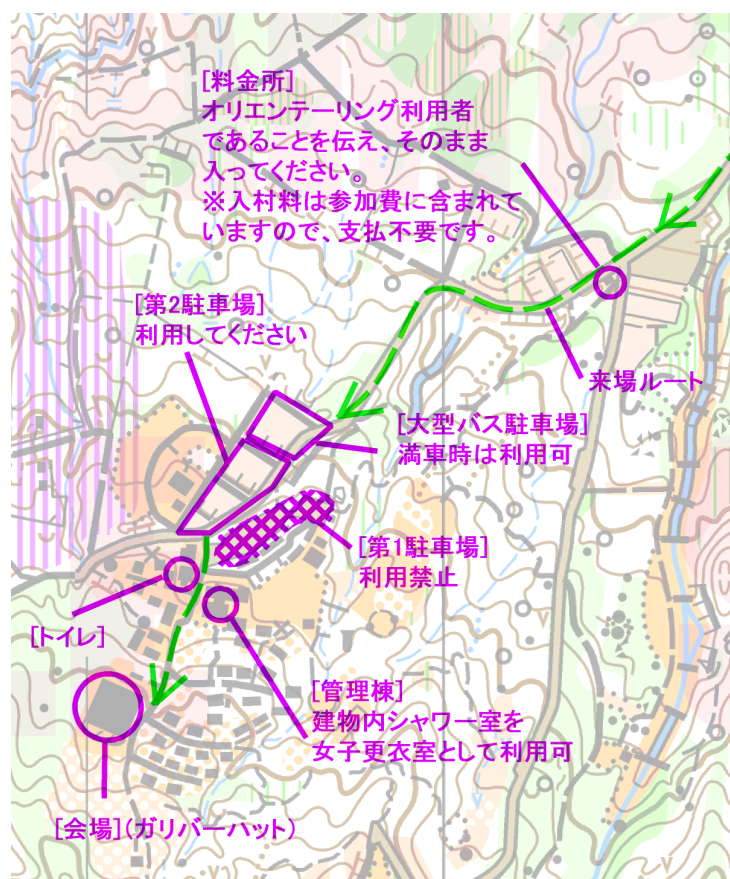 [料金所]
オリエンテーリング利用者
であることを伝え、そのまま
入ってください。
※入村料は参加費に含まれて
いますので、支払不要です。
[第2駐車場]
利用してください
来場ルート
[大型バス駐車場]
満車時は利用可
[第1駐車場]
利用禁止
[トイレ]
[管理棟]
建物内シャワー室を
女子更衣室として利用可
[会場](ガリバーハット)